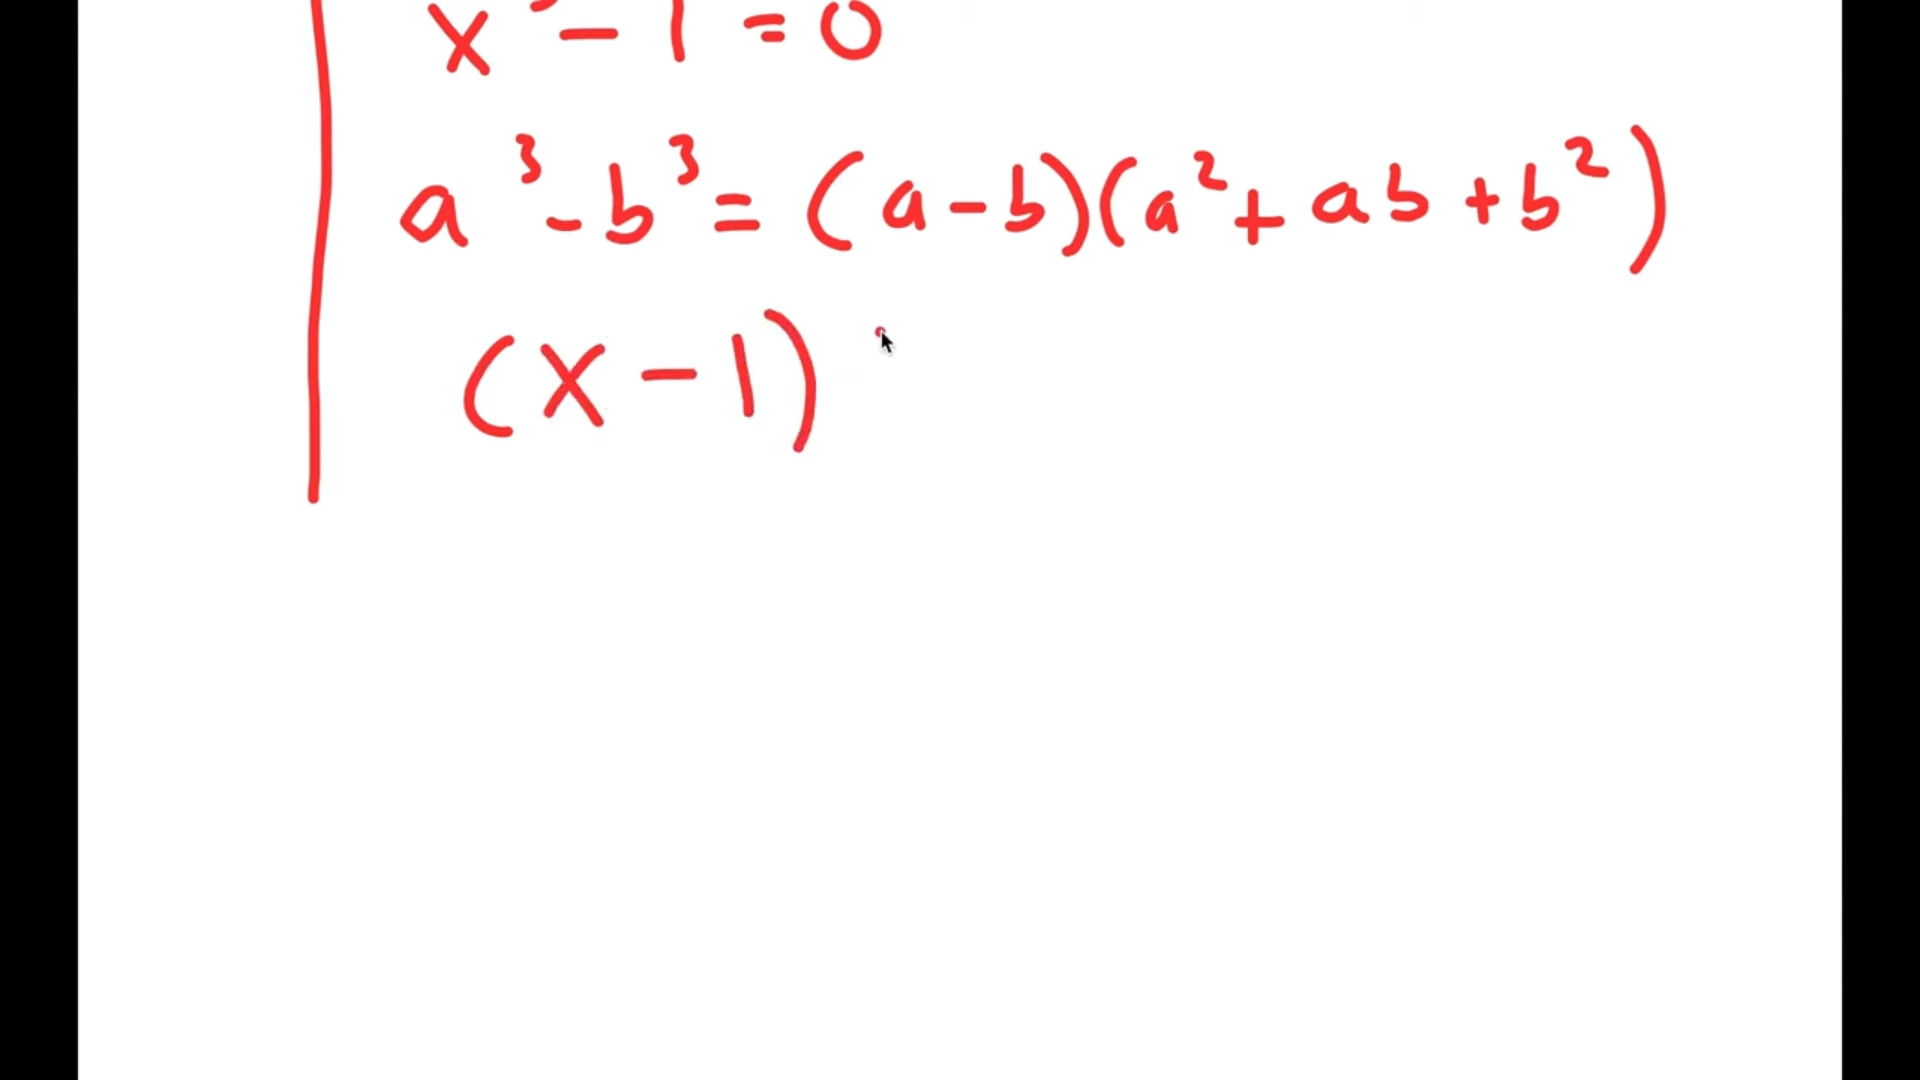 x³ - 1 = 0
a³ - b³ = (a - b)(a² + ab + b²)
(x - 1)